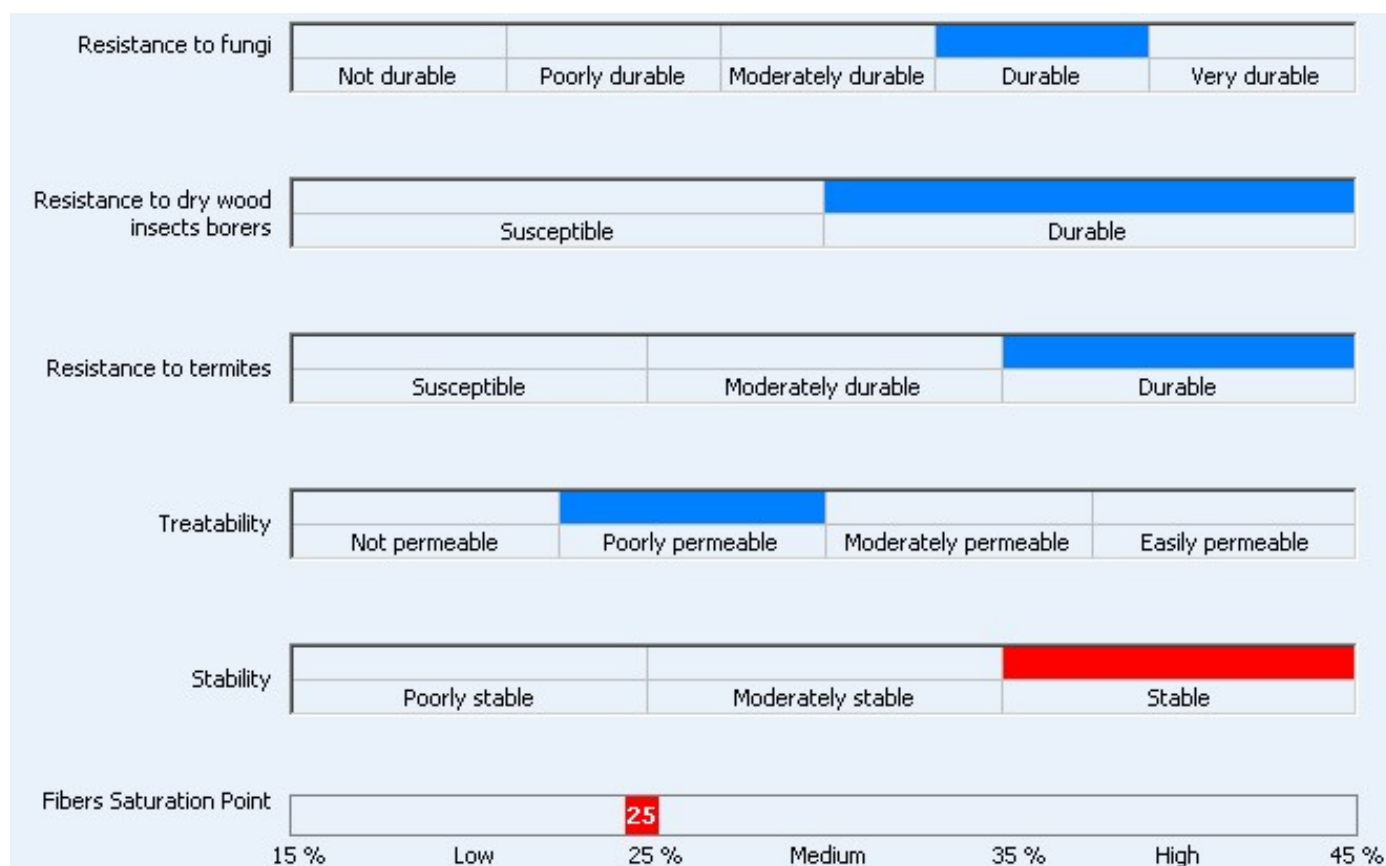 Resistance to fungi
Not durable Poorly durable Moderately durable Durable Very durable
Resistance to dry wood
insects borers
Susceptible Durable
Resistance to termites
Susceptible Moderately durable Durable
Treatability
Not permeable Poorly permeable Moderately permeable Easily permeable
Stability
Poorly stable Moderately stable Stable
Fibers Saturation Point
25
15 % Low 25 % Medium 35 % High 45 %